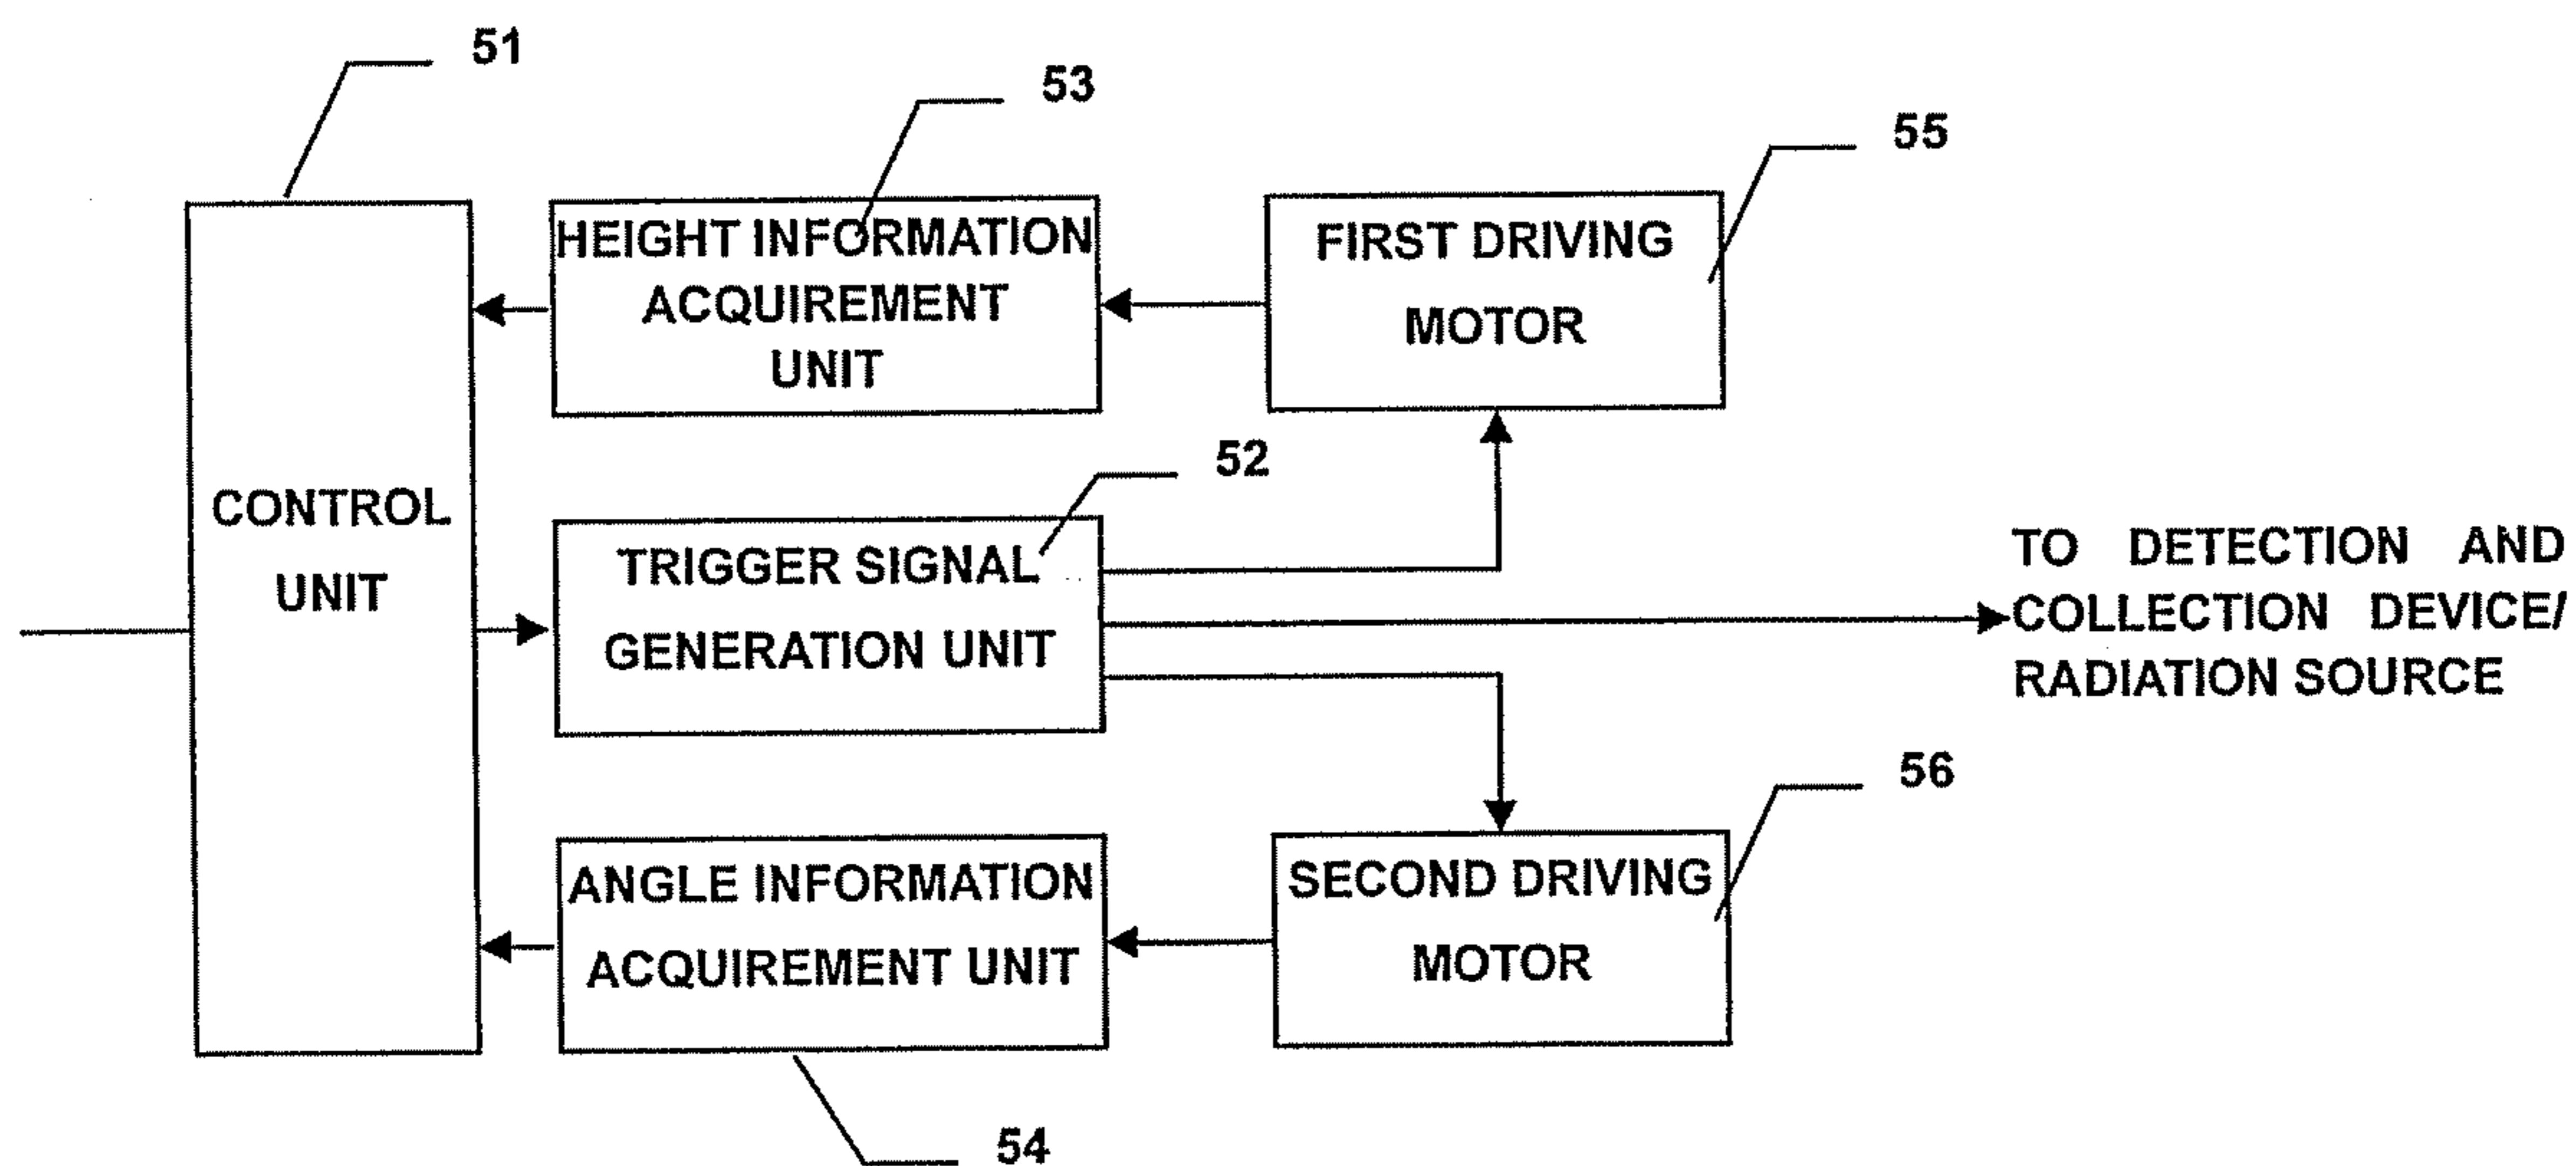 51
53
55
HEIGHT INFORMATION
ACQUIREMENT
UNIT
FIRST DRIVING
MOTOR
52
CONTROL
UNIT
TRIGGER SIGNAL
GENERATION UNIT
TO DETECTION AND
COLLECTION DEVICE/
RADIATION SOURCE
56
ANGLE INFORMATION
ACQUIREMENT UNIT
SECOND DRIVING
MOTOR
54